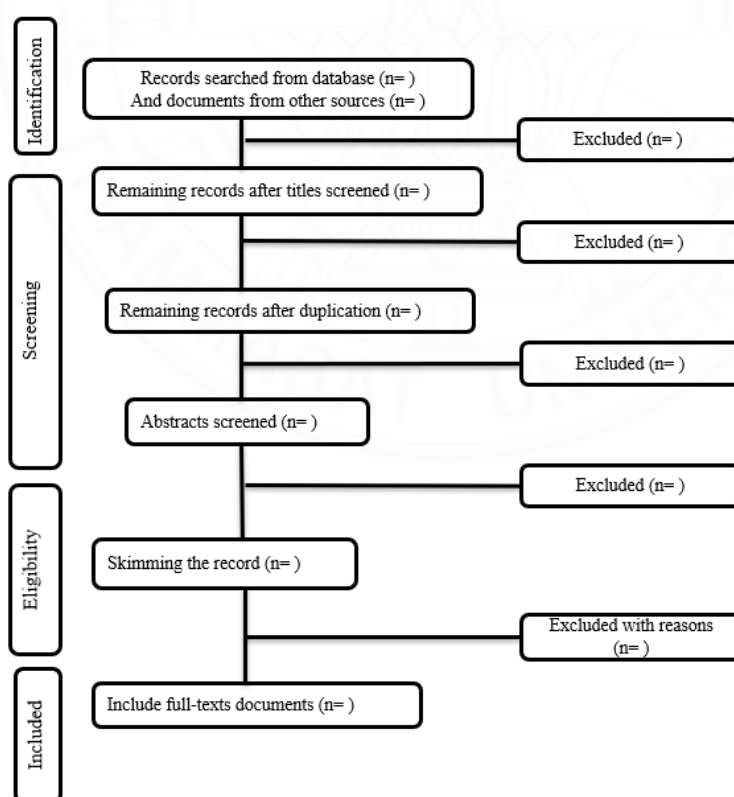 Identification
Records searched from database (n= )
And documents from other sources (n= )
Excluded (n= )
Screening
Remaining records after titles screened (n= )
Excluded (n= )
Remaining records after duplication (n= )
Excluded (n= )
Abstracts screened (n= )
Excluded (n= )
Eligibility
Skimming the record (n= )
Excluded with reasons
(n= )
Included
Include full-texts documents (n= )